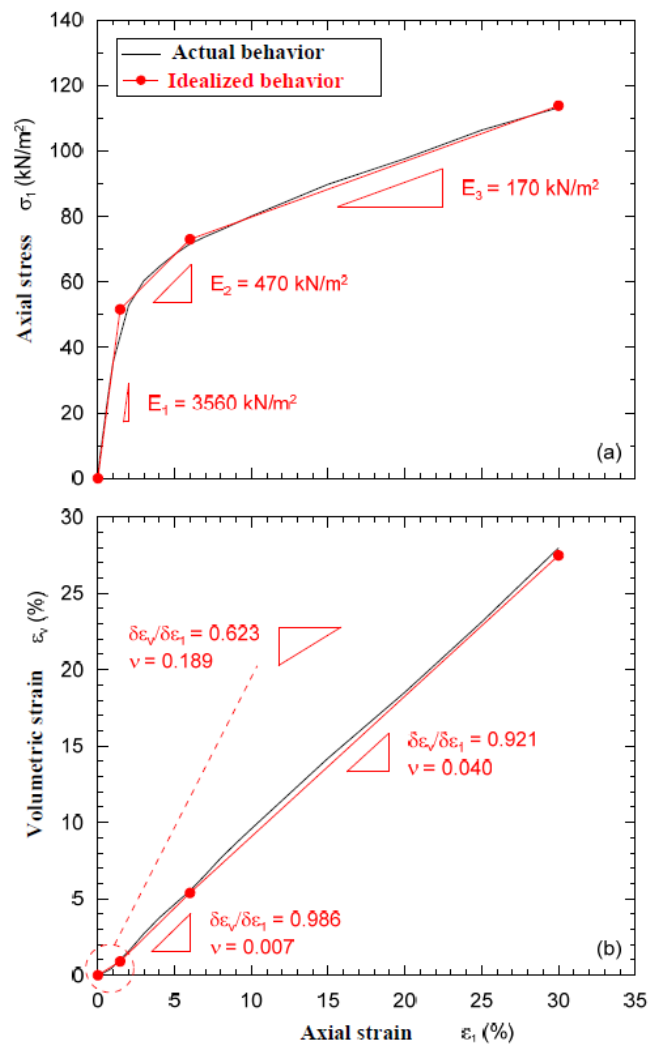 140
Actual behavior
Idealized behavior
120
100
80
60
40
20
0
Axial stress σ₁ (kN/m²)
E₃ = 170 kN/m²
E₂ = 470 kN/m²
E₁ = 3560 kN/m²
(a)
30
25
20
15
10
5
0
Volumetric strain εᵥ (%)
δεᵥ/δε₁ = 0.623
ν = 0.189
δεᵥ/δε₁ = 0.921
ν = 0.040
δεᵥ/δε₁ = 0.986
ν = 0.007
(b)
0 5 10 15 20 25 30 35
Axial strain ε₁ (%)